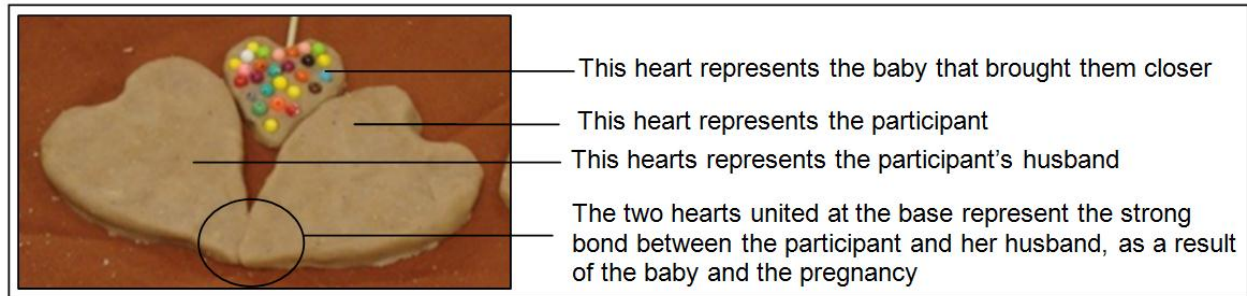 This heart represents the baby that brought them closer
This heart represents the participant
This hearts represents the participant's husband
The two hearts united at the base represent the strong
bond between the participant and her husband, as a result
of the baby and the pregnancy